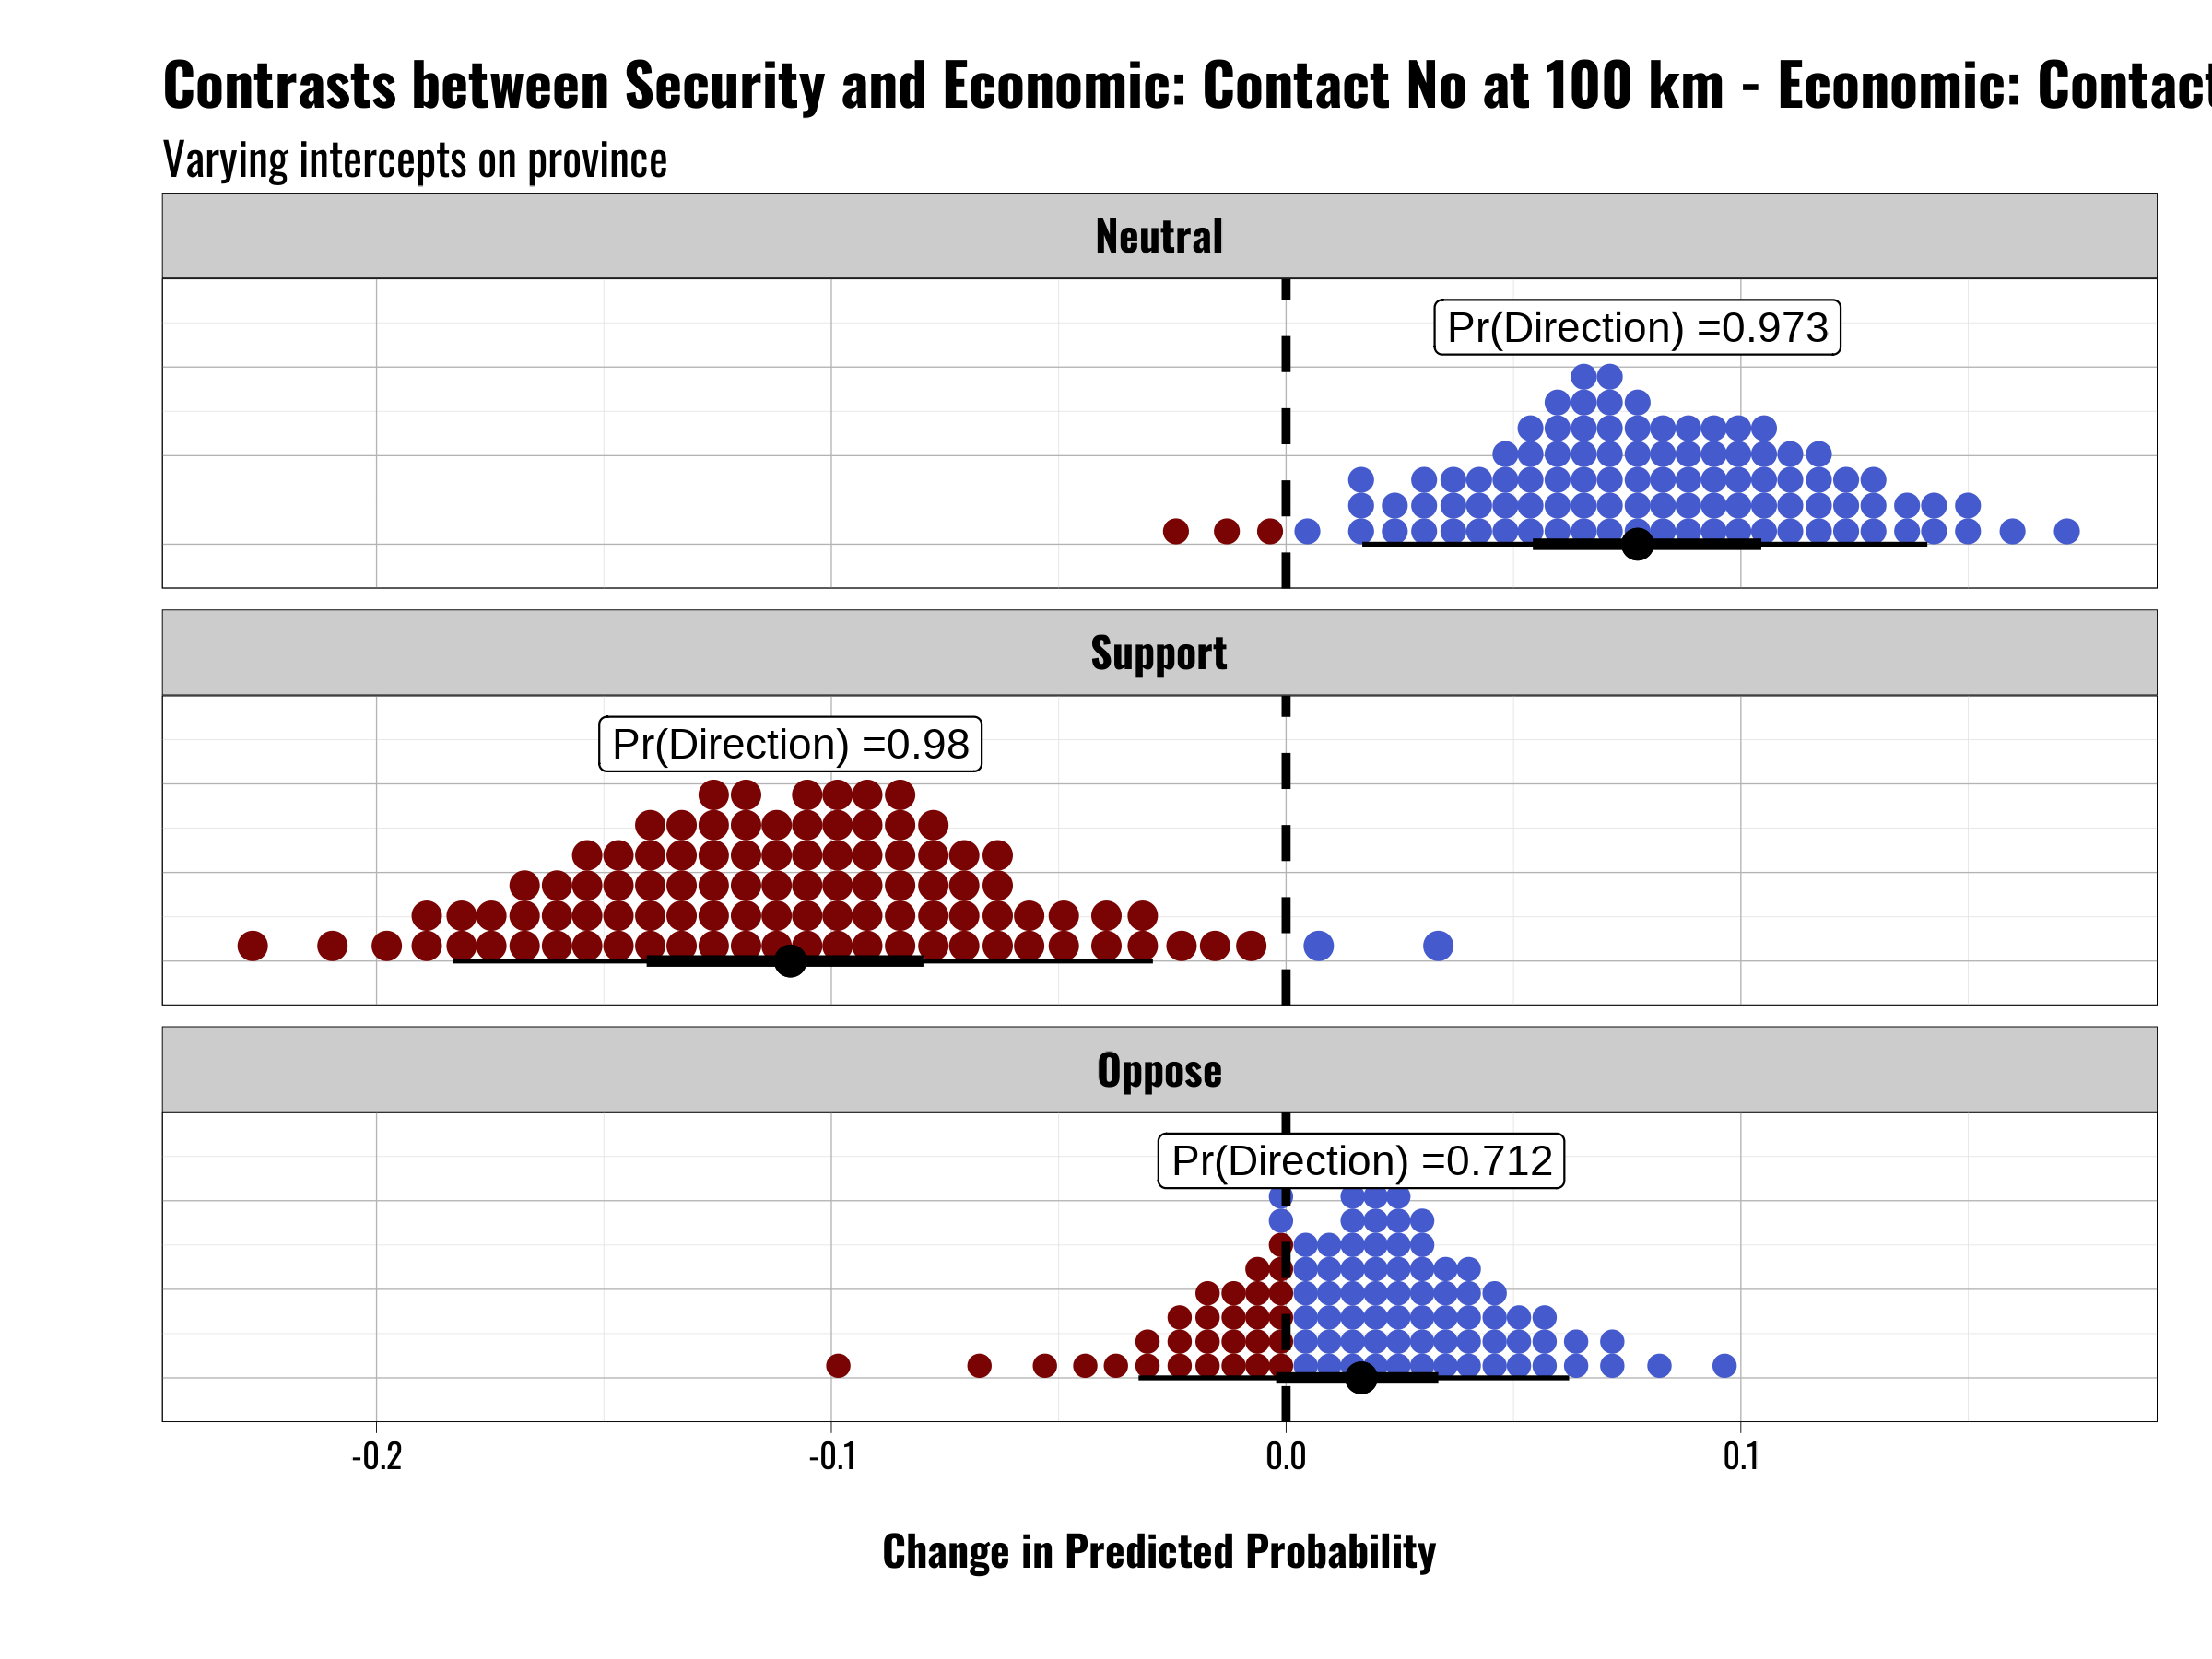 Contrasts between Security and Economic: Contact No at 100 km - Economic: Contact
Varying intercepts on province
Neutral
Pr(Direction) =0.973
Support
Pr(Direction) =0.98
Oppose
Pr(Direction) =0.712
-0.2 -0.1 0.0 0.1
Change in Predicted Probability